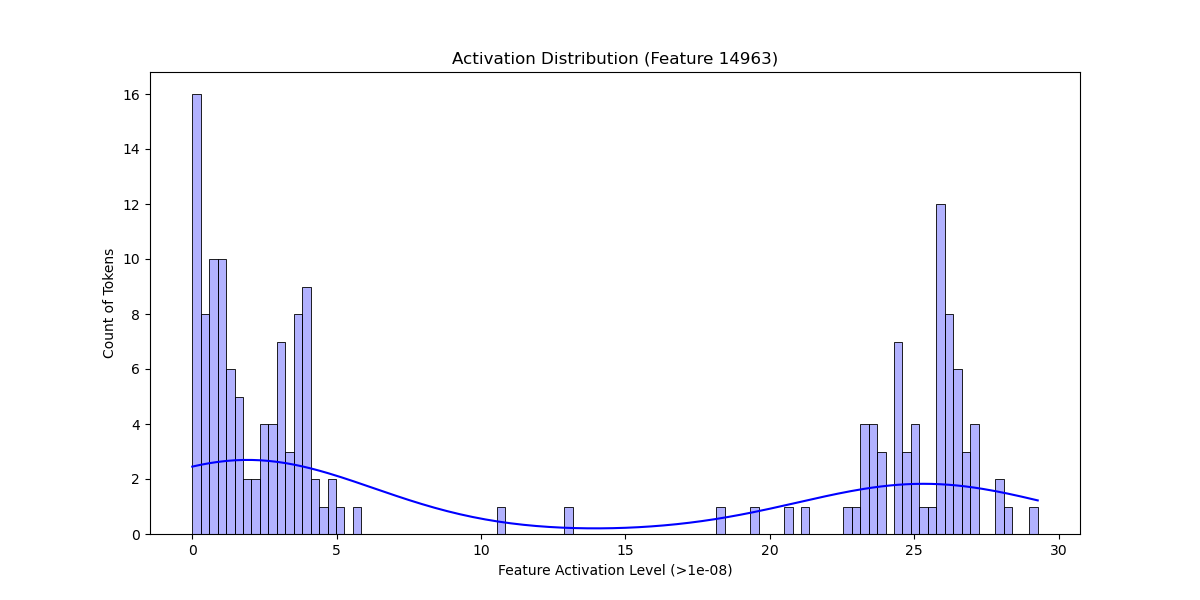 Activation Distribution (Feature 14963)
16
14
12
10
8
6
4
2
0
Count of Tokens
0 5 10 15 20 25 30
Feature Activation Level (>1e-08)